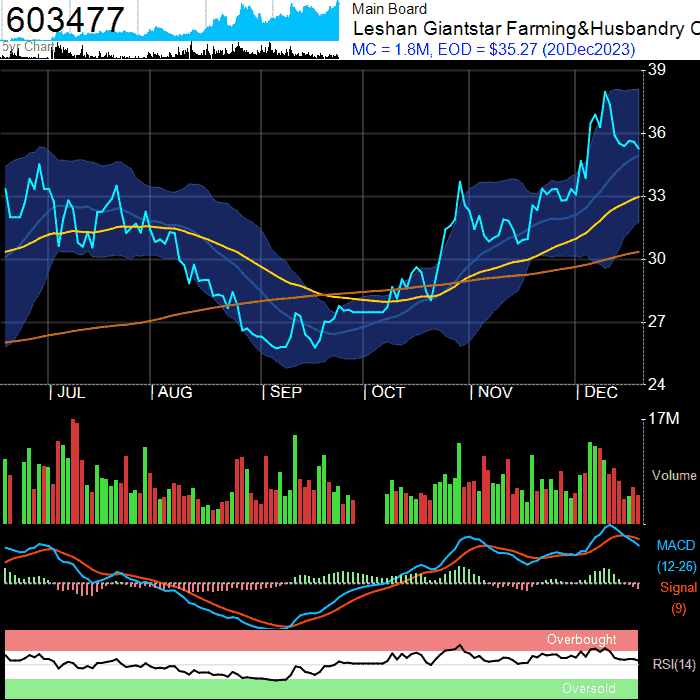 603477
5yr Chart
Main Board
Leshan Giantstar Farming&Husbandry C
MC = 1.8M, EOD = $35.27 (20Dec2023)
39
36
33
30
27
24
| JUL | AUG | SEP | OCT | NOV | DEC
17M
Volume
MACD
(12-26)
Signal
(9)
Overbought
RSI(14)
Oversold